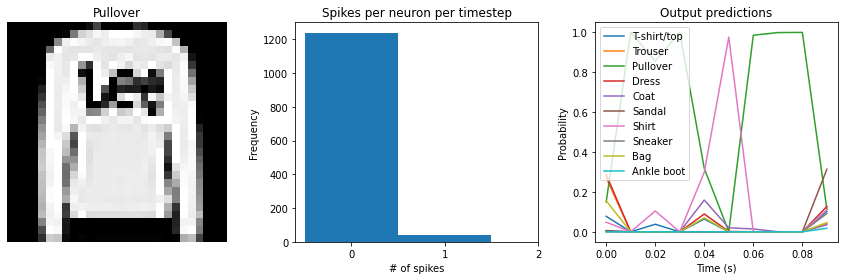 Pullover
Spikes per neuron per timestep
Output predictions
Frequency
1200
1000
800
600
400
200
0
0
1
2
# of spikes
Probability
1.0
0.8
0.6
0.4
0.2
0.0
T-shirt/top
Trouser
Pullover
Dress
Coat
Sandal
Shirt
Sneaker
Bag
Ankle boot
0.00
0.02
0.04
0.06
0.08
Time (s)